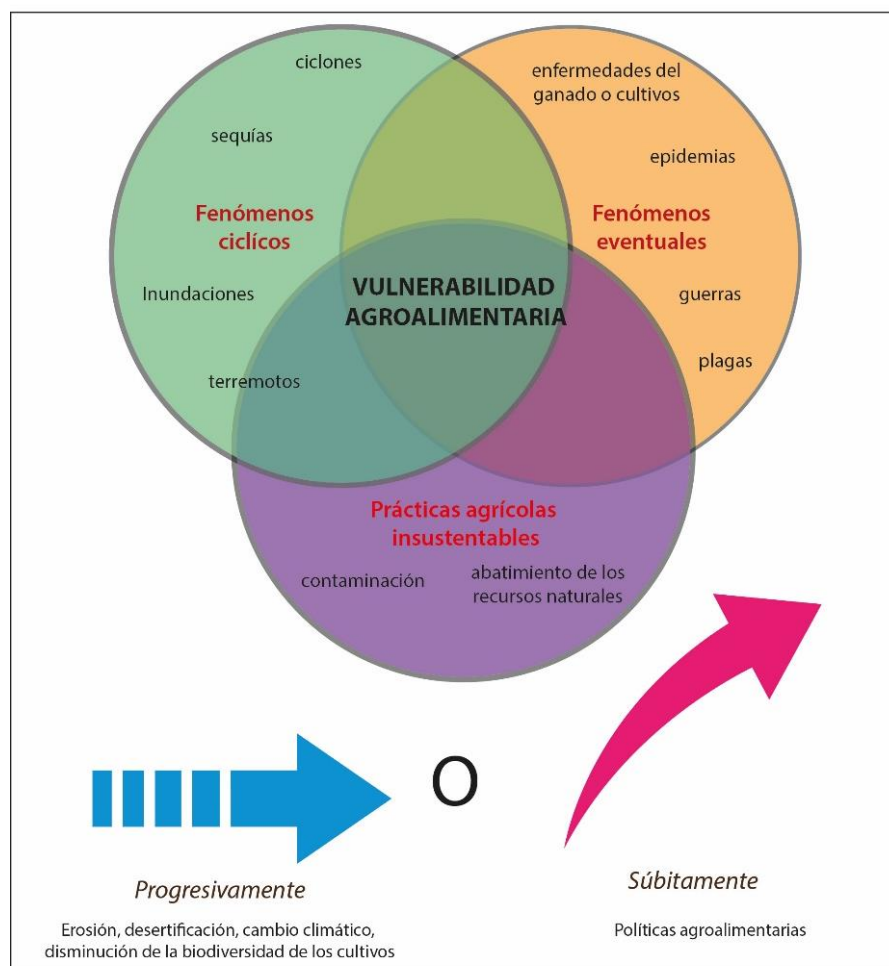 ciclones
sequías
Fenómenos
ciclícos
Inundaciones
terremotos
enfermedades del
ganado o cultivos
epidemias
Fenómenos
eventuales
guerras
plagas
VULNERABILIDAD
AGROALIMENTARIA
Prácticas agrícolas
insustentables
contaminación
abatimiento de los
recursos naturales
O
Progresivamente
Erosión, desertificación, cambio climático,
disminución de la biodiversidad de los cultivos
Súbitamente
Políticas agroalimentarias